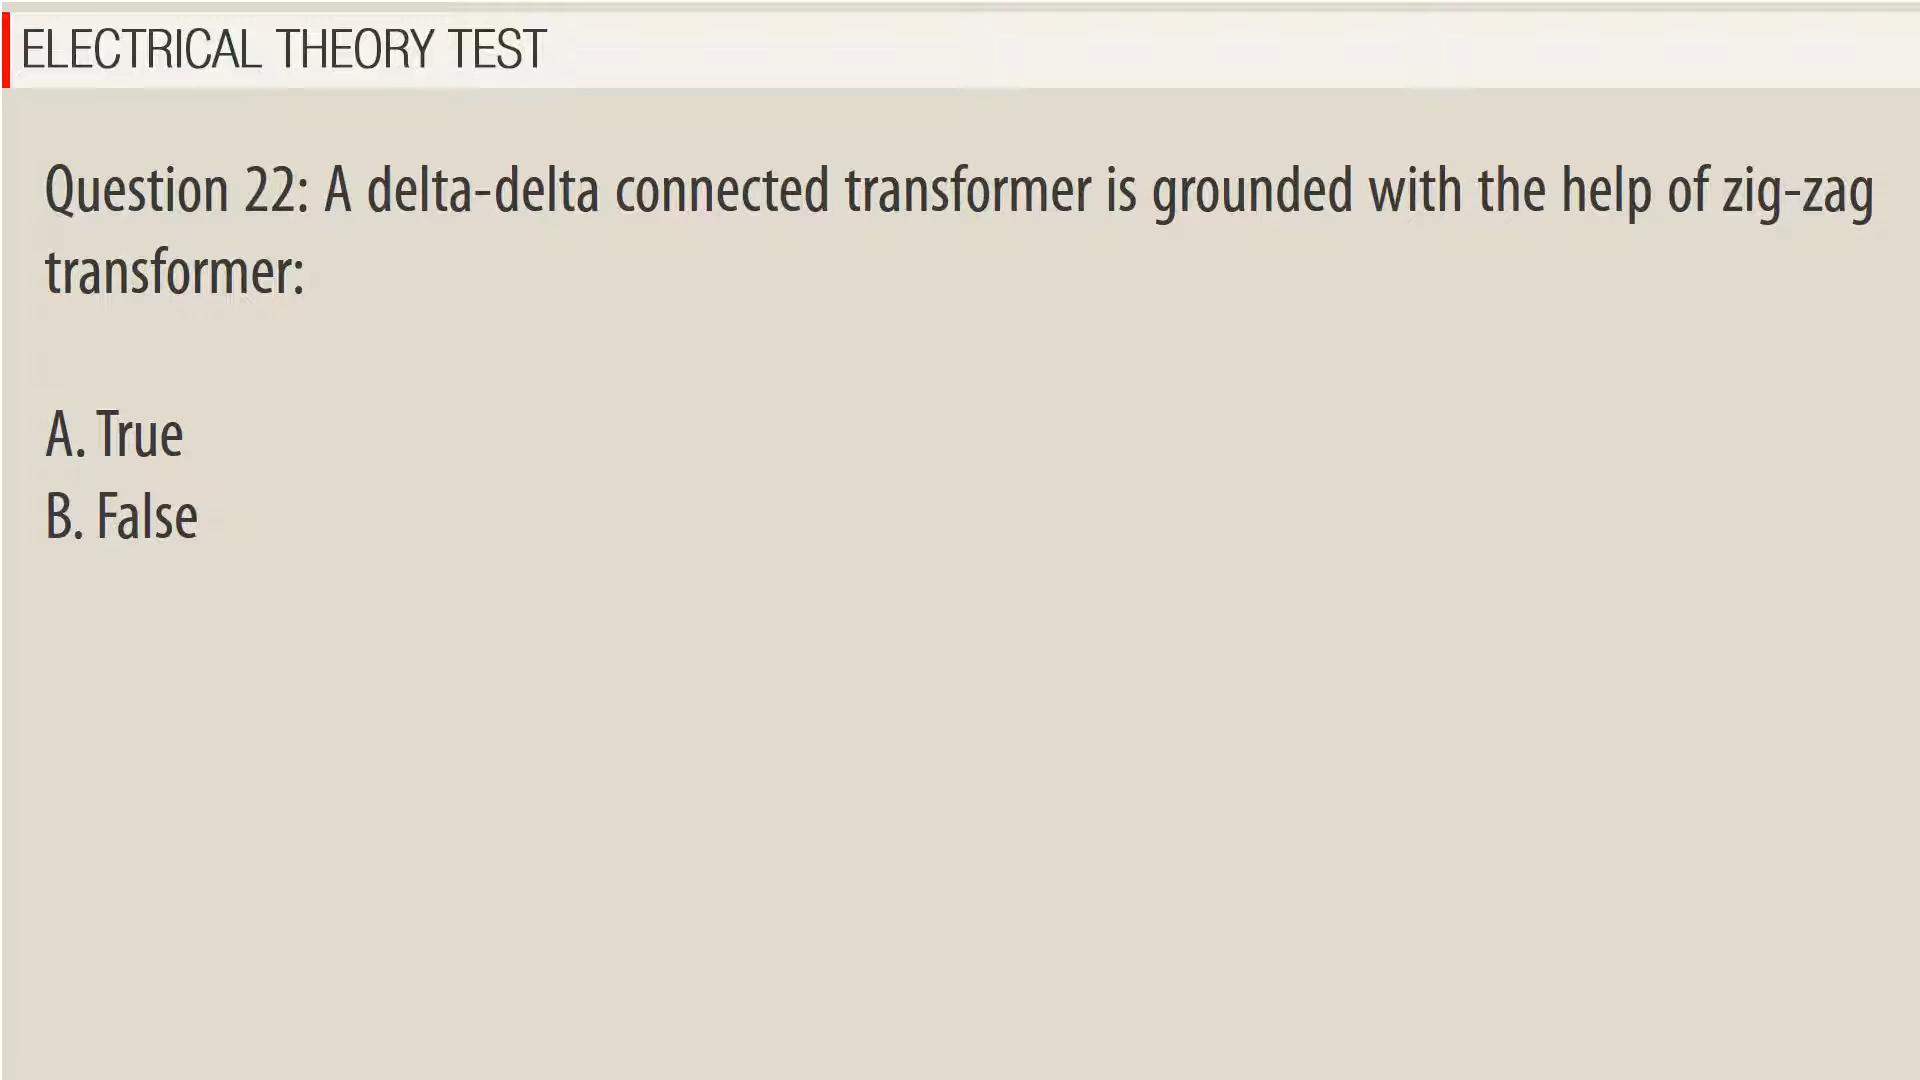 ELECTRICAL THEORY TEST
Question 22: A delta-delta connected transformer is grounded with the help of zig-zag
transformer:
A. True
B. False